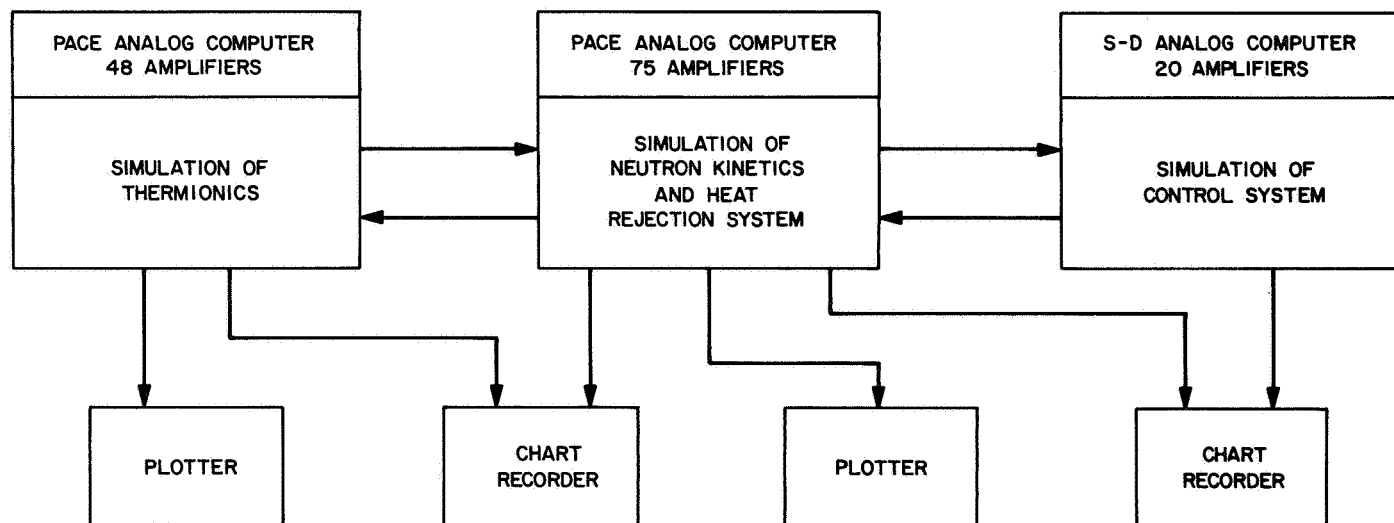 PACE ANALOG COMPUTER
48 AMPLIFIERS
SIMULATION OF
THERMIONICS
PACE ANALOG COMPUTER
75 AMPLIFIERS
SIMULATION OF
NEUTRON KINETICS
AND HEAT
REJECTION SYSTEM
S-D ANALOG COMPUTER
20 AMPLIFIERS
SIMULATION OF
CONTROL SYSTEM
PLOTTER
CHART
RECORDER
PLOTTER
CHART
RECORDER